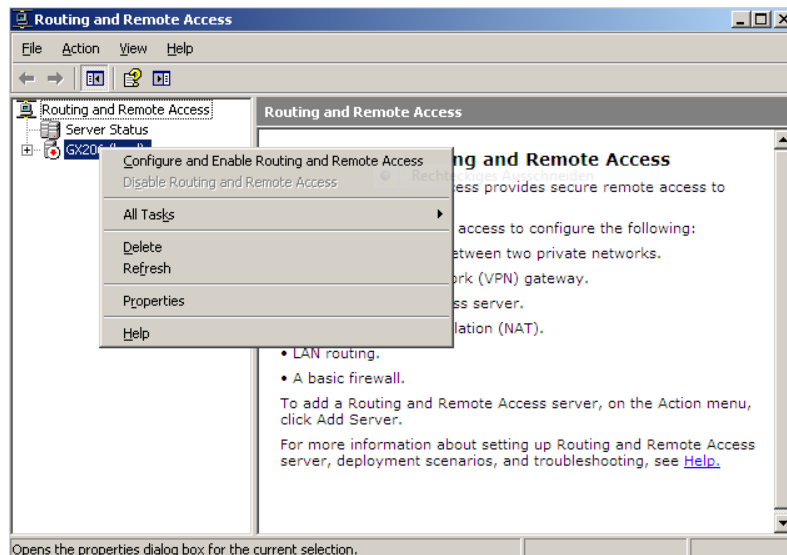 Routing and Remote Access
File Action View Help
Routing and Remote Access
Server Status
GX206
Configure and Enable Routing and Remote Access
Disable Routing and Remote Access
All Tasks
Delete
Refresh
Properties
Help
Routing and Remote Access
ng and Remote Access
Rechteckiges Ausschneiden
ess provides secure remote access to
access to configure the following:
etween two private networks.
ork (VPN) gateway.
ss server.
lation (NAT).
• LAN routing.
• A basic firewall.
To add a Routing and Remote Access server, on the Action menu,
click Add Server.
For more information about setting up Routing and Remote Access
server, deployment scenarios, and troubleshooting, see Help.
Opens the properties dialog box for the current selection.